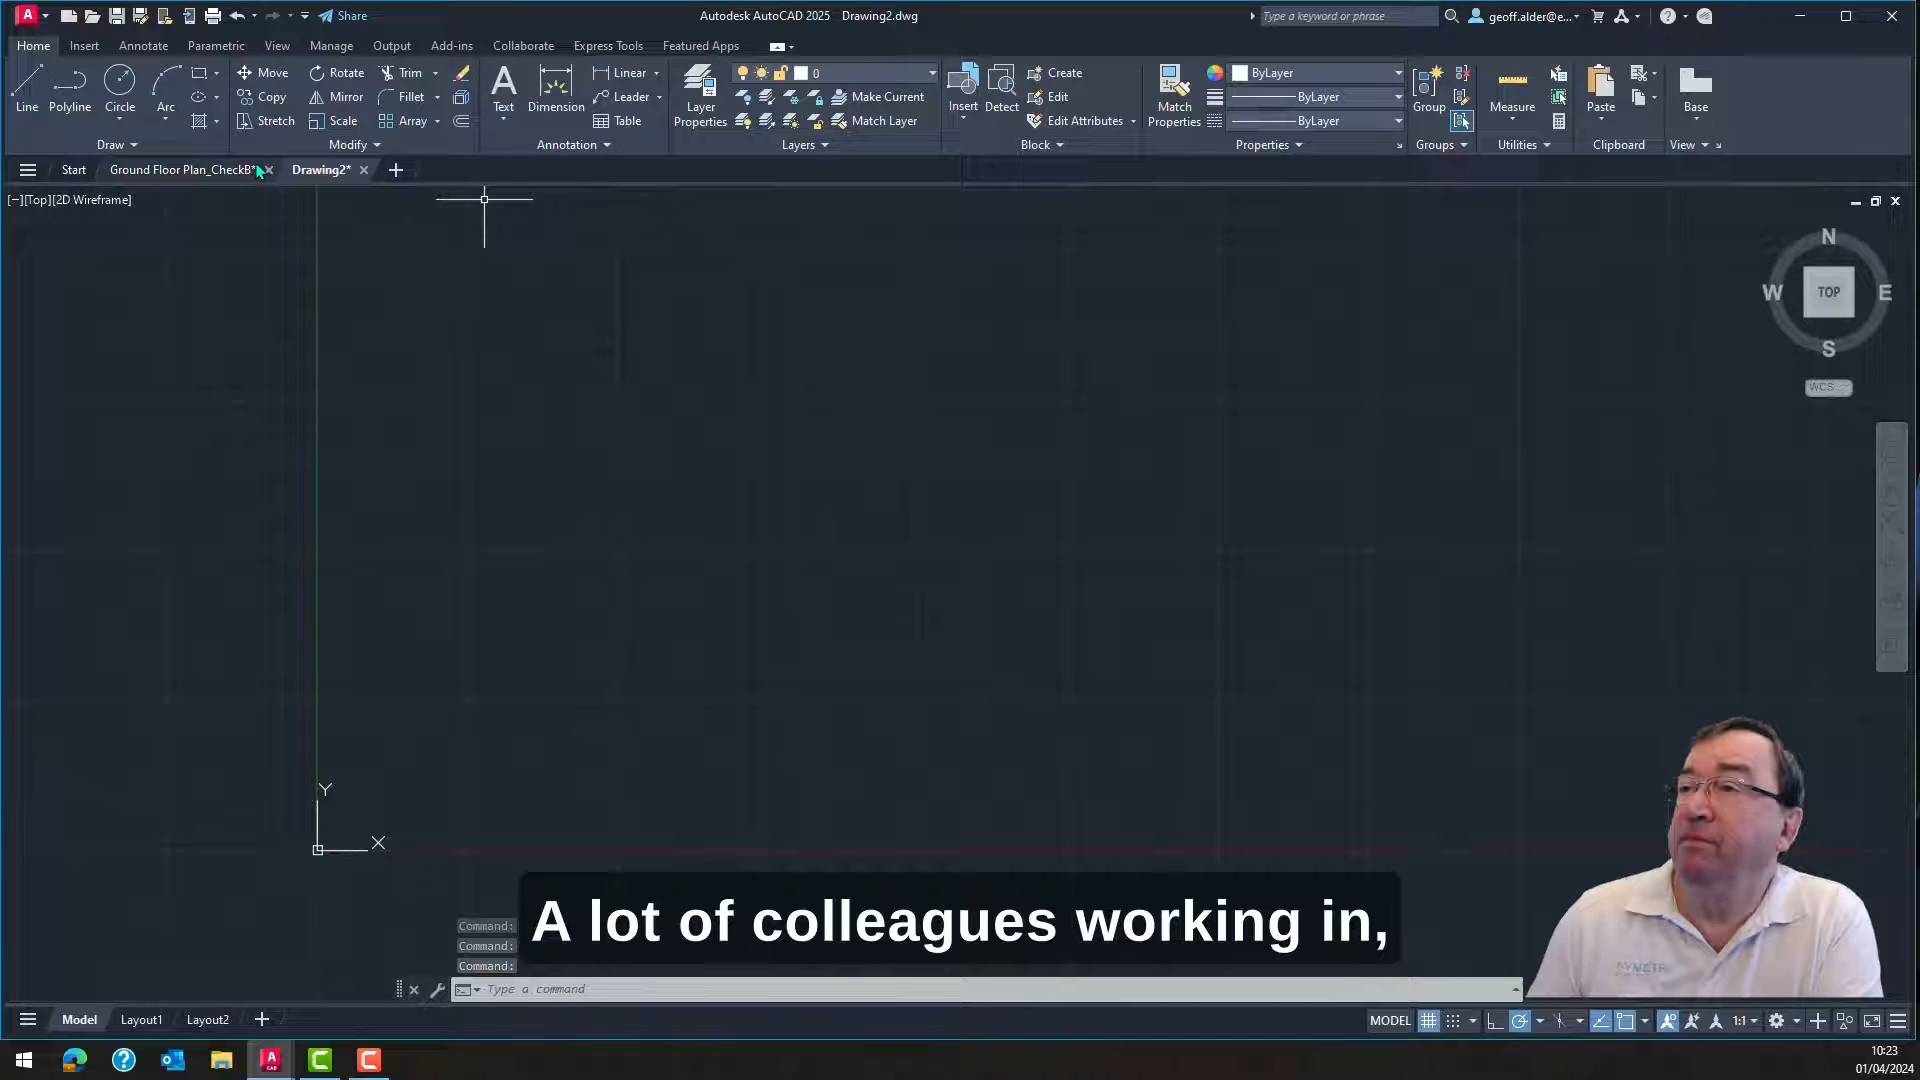 Share
Autodesk AutoCAD 2025 Drawing2.dwg
Type a keyword or phrase
geoff.alder@e...
Home Insert Annotate Parametric View Manage Output Add-ins Collaborate Express Tools Featured Apps
Line Polyline Circle Arc
Move Rotate Trim
Copy Mirror Fillet
Stretch Scale Array
Text Dimension
Linear
Leader
Table
Layer Properties
0
Make Current
Match Layer
Insert Detect
Create
Edit
Edit Attributes
Match Properties
ByLayer
ByLayer
ByLayer
Group Measure Paste Base
Draw Modify Annotation Layers Block Properties Groups Utilities Clipboard View
Start Ground Floor Plan_CheckB* Drawing2*
[−][Top][2D Wireframe]
N
W TOP E
S
WCS
Y
X
A lot of colleagues working in,
Command:
Command:
Command:
Type a command
Model Layout1 Layout2
MODEL 1:1
10:23
01/04/2024